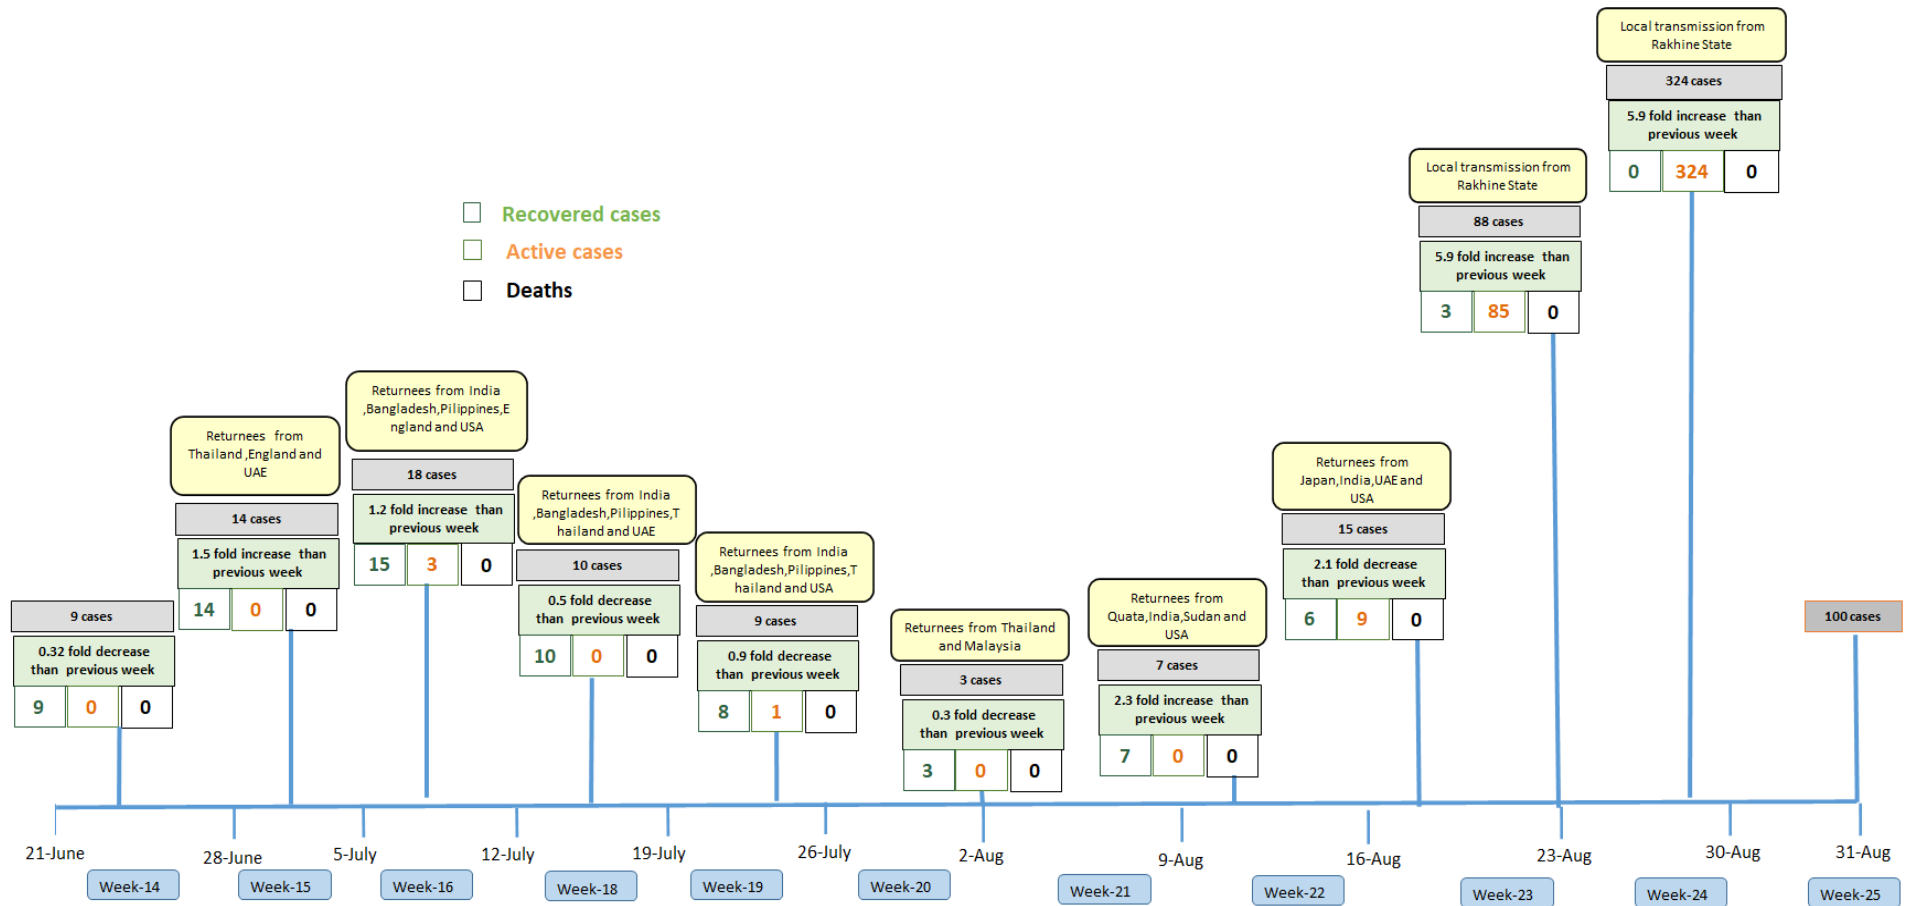 Local transmission from
Rakhine State
324 cases
5.9 fold increase than
previous week
0 324 0
Local transmission from
Rakhine State
88 cases
5.9 fold increase than
previous week
3 85 0
Recovered cases
Active cases
Deaths
Returnees from India
,Bangladesh,Pilippines,E
ngland and USA
18 cases
1.2 fold increase than
previous week
15 3 0
Returnees from
Thailand ,England and
UAE
14 cases
1.5 fold increase than
previous week
14 0 0
Returnees from India
,Bangladesh,Pilippines,T
hailand and UAE
10 cases
0.5 fold decrease
than previous week
10 0 0
Returnees from India
,Bangladesh,Pilippines,T
hailand and USA
9 cases
0.9 fold decrease
than previous week
8 1 0
Returnees from
Japan,India,UAE and
USA
15 cases
2.1 fold decrease
than previous week
6 9 0
9 cases
0.32 fold decrease
than previous week
9 0 0
Returnees from Thailand
and Malaysia
3 cases
0.3 fold decrease
than previous week
3 0 0
Returnees from
Quata,India,Sudan and
USA
7 cases
2.3 fold increase than
previous week
7 0 0
100 cases
21-June 28-June 5-July 12-July 19-July 26-July 2-Aug 9-Aug 16-Aug 23-Aug 30-Aug 31-Aug
Week-14 Week-15 Week-16 Week-18 Week-19 Week-20 Week-21 Week-22 Week-23 Week-24 Week-25